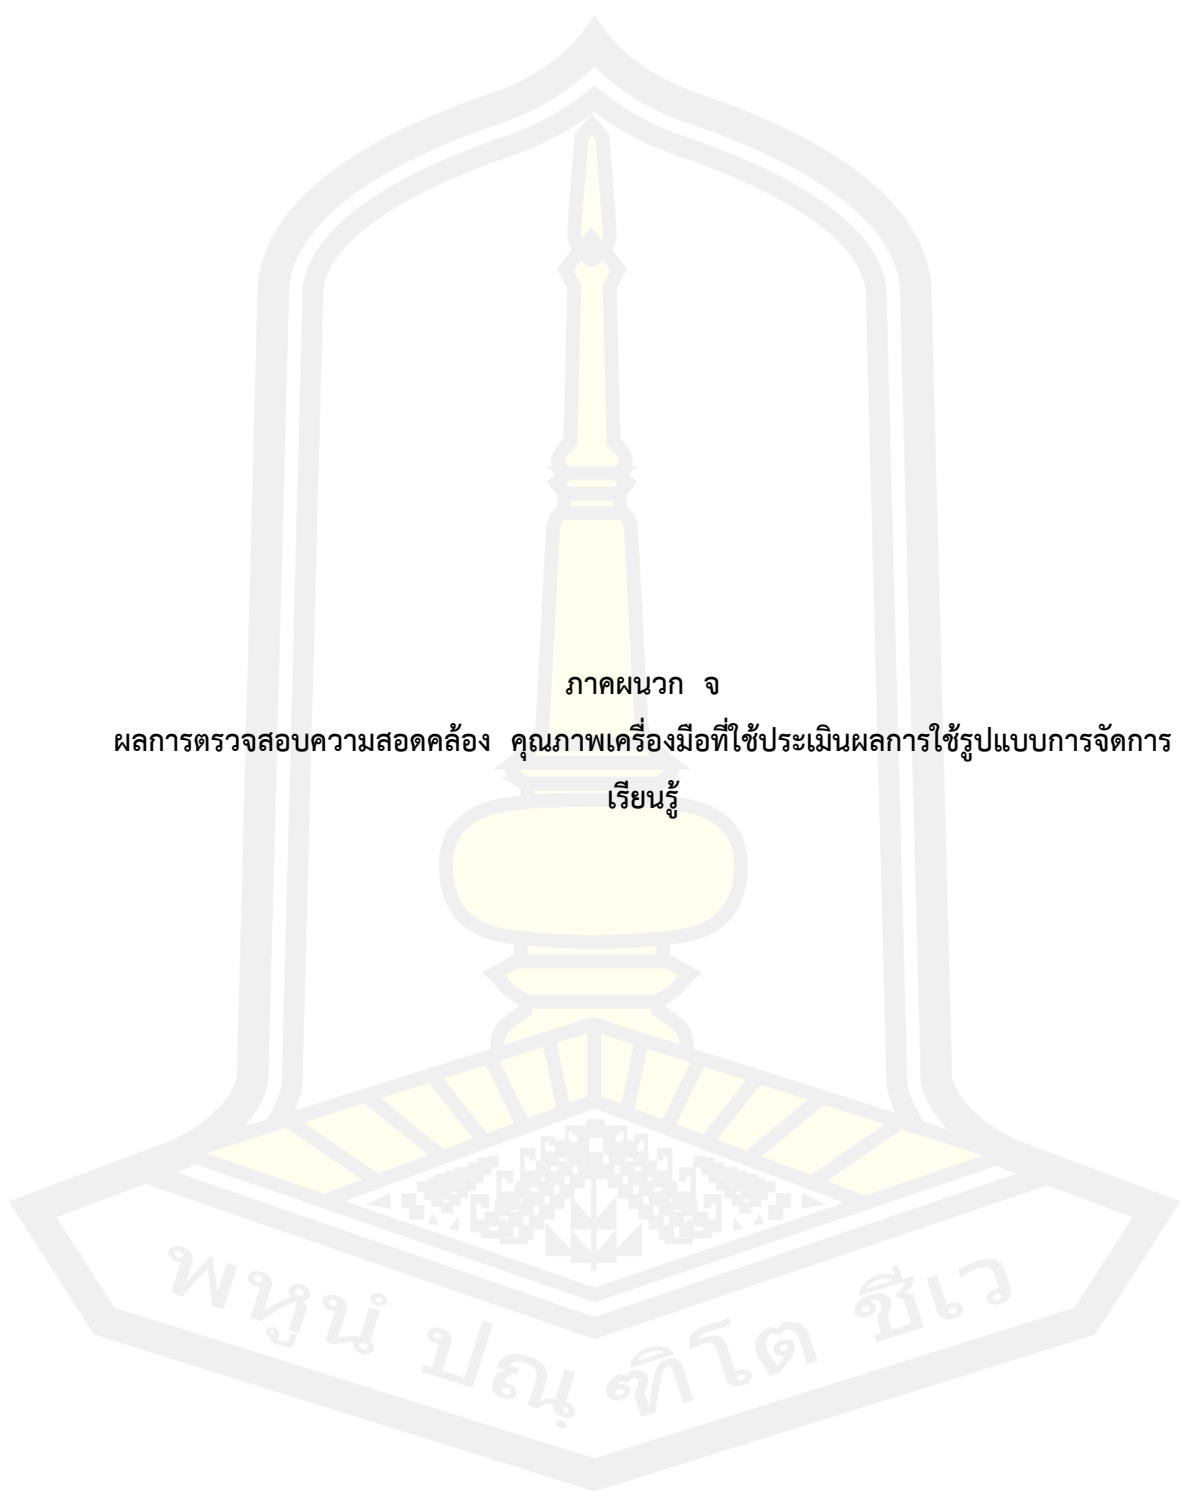 ภาคผนวก จ
ผลการตรวจสอบความสอดคล้อง คุณภาพเครื่องมือที่ใช้ประเมินผลการใช้รูปแบบการจัดการ
เรียนรู้
พหูนํ ปณฺฑิโต ชีเว